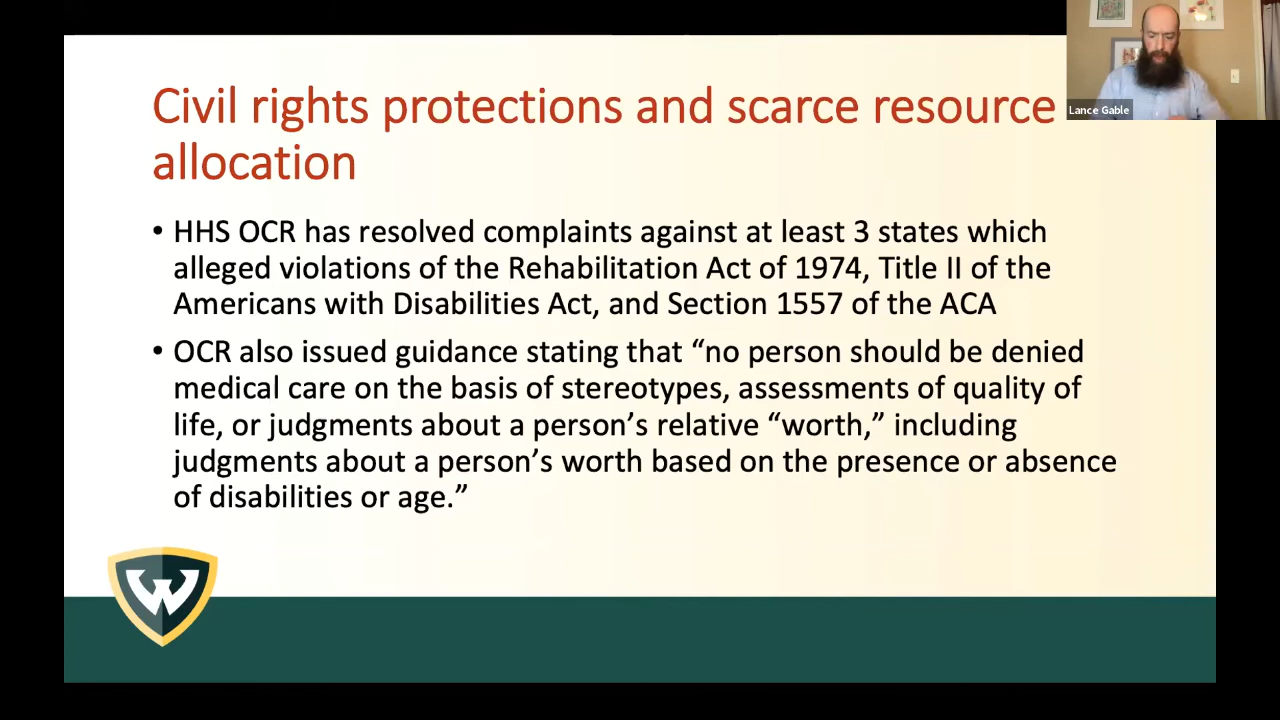 Civil rights protections and scarce resource
allocation
Lance Gable
• HHS OCR has resolved complaints against at least 3 states which
alleged violations of the Rehabilitation Act of 1974, Title II of the
Americans with Disabilities Act, and Section 1557 of the ACA
• OCR also issued guidance stating that “no person should be denied
medical care on the basis of stereotypes, assessments of quality of
life, or judgments about a person’s relative “worth,” including
judgments about a person’s worth based on the presence or absence
of disabilities or age.”
W